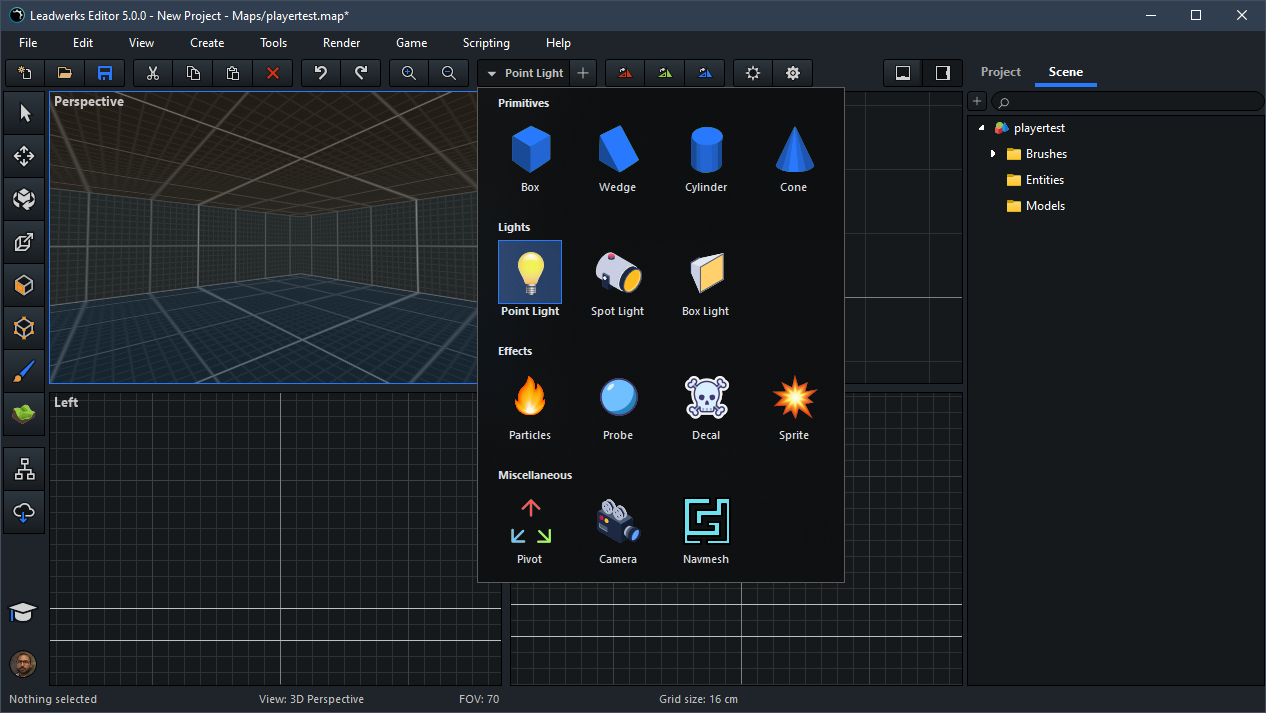 Leadwerks Editor 5.0.0 - New Project - Maps/playertest.map*
File Edit View Create Tools Render Game Scripting Help
Point Light
Project Scene
Perspective
Primitives
Box Wedge Cylinder Cone
Lights
Point Light Spot Light Box Light
Effects
Particles Probe Decal Sprite
Miscellaneous
Pivot Camera Navmesh
playertest
Brushes
Entities
Models
Left
Nothing selected View: 3D Perspective FOV: 70 Grid size: 16 cm